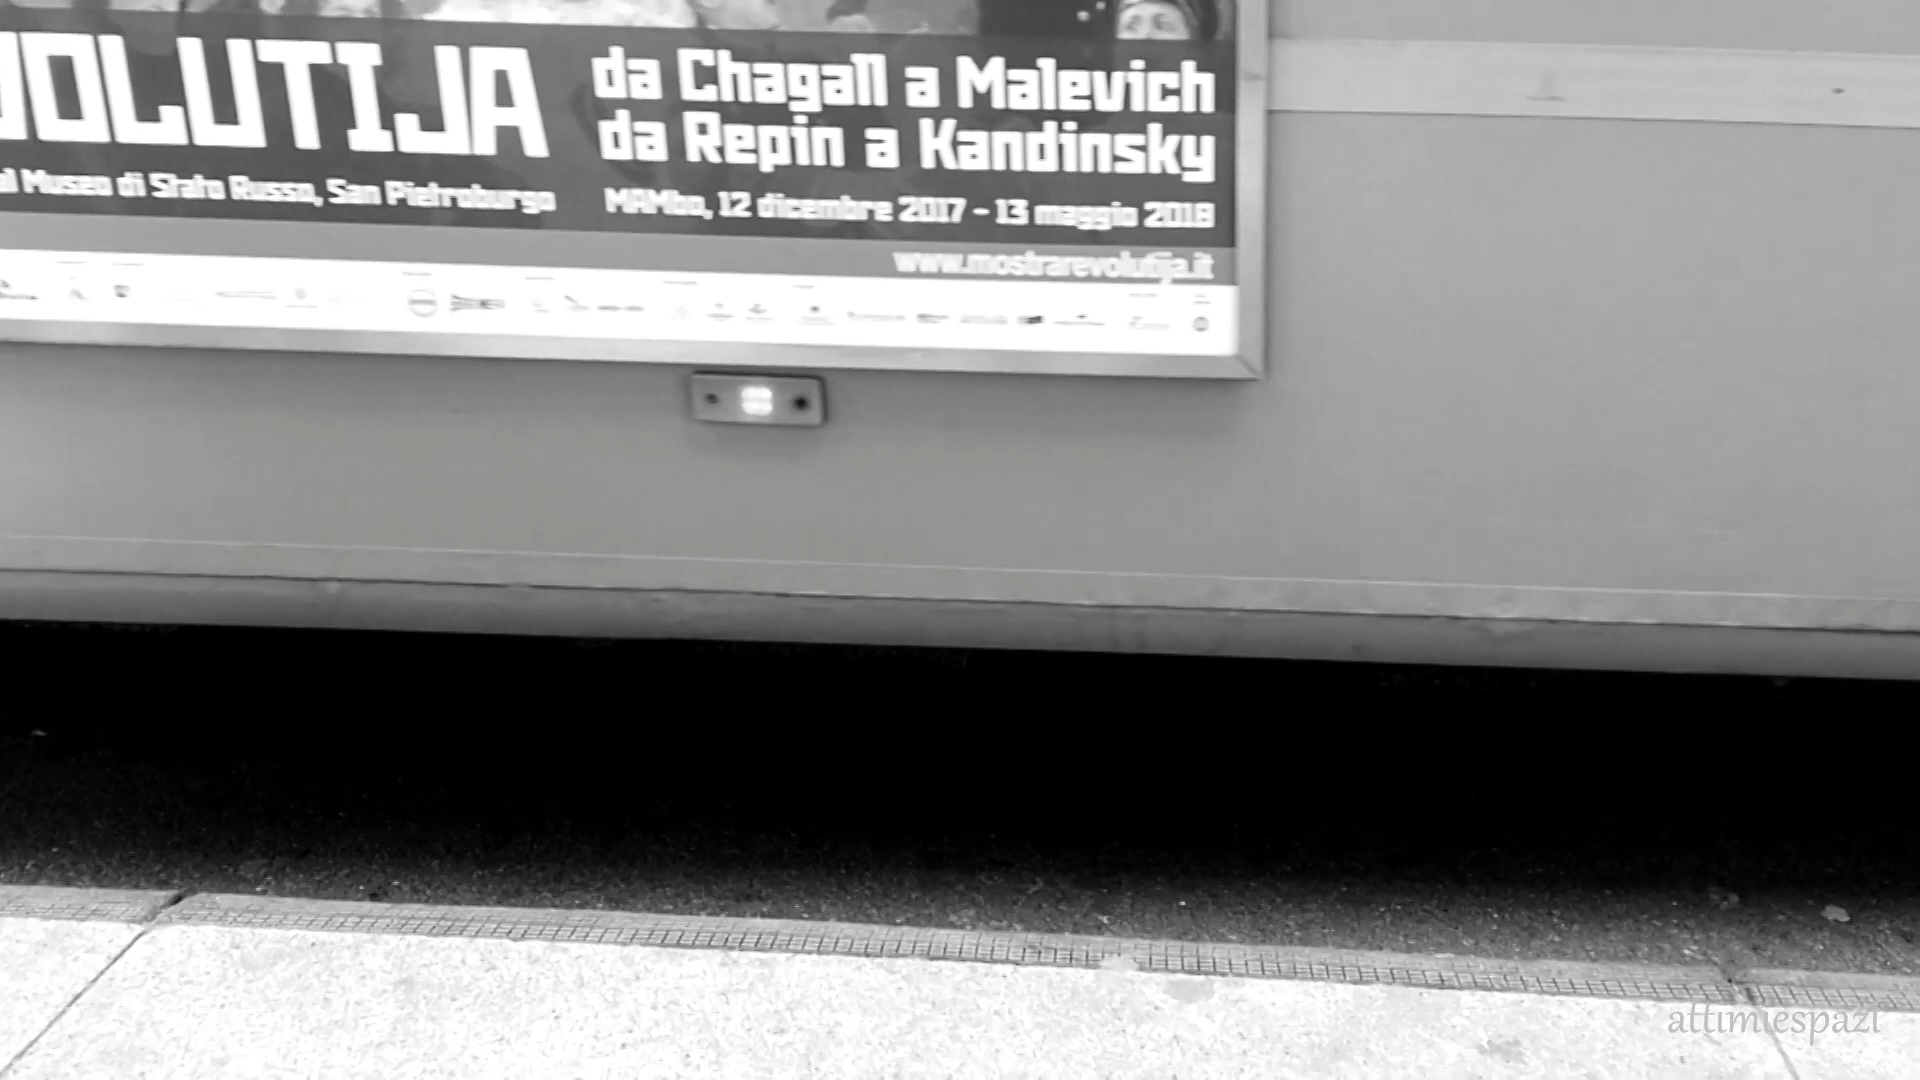 VOLUTIJA
da Chagall a Malevich
da Repin a Kandinsky
al Museo di Stato Russo, San Pietroburgo
MAMbo, 12 dicembre 2017 - 13 maggio 2018
www.mostrarevolutija.it
attimiespazi